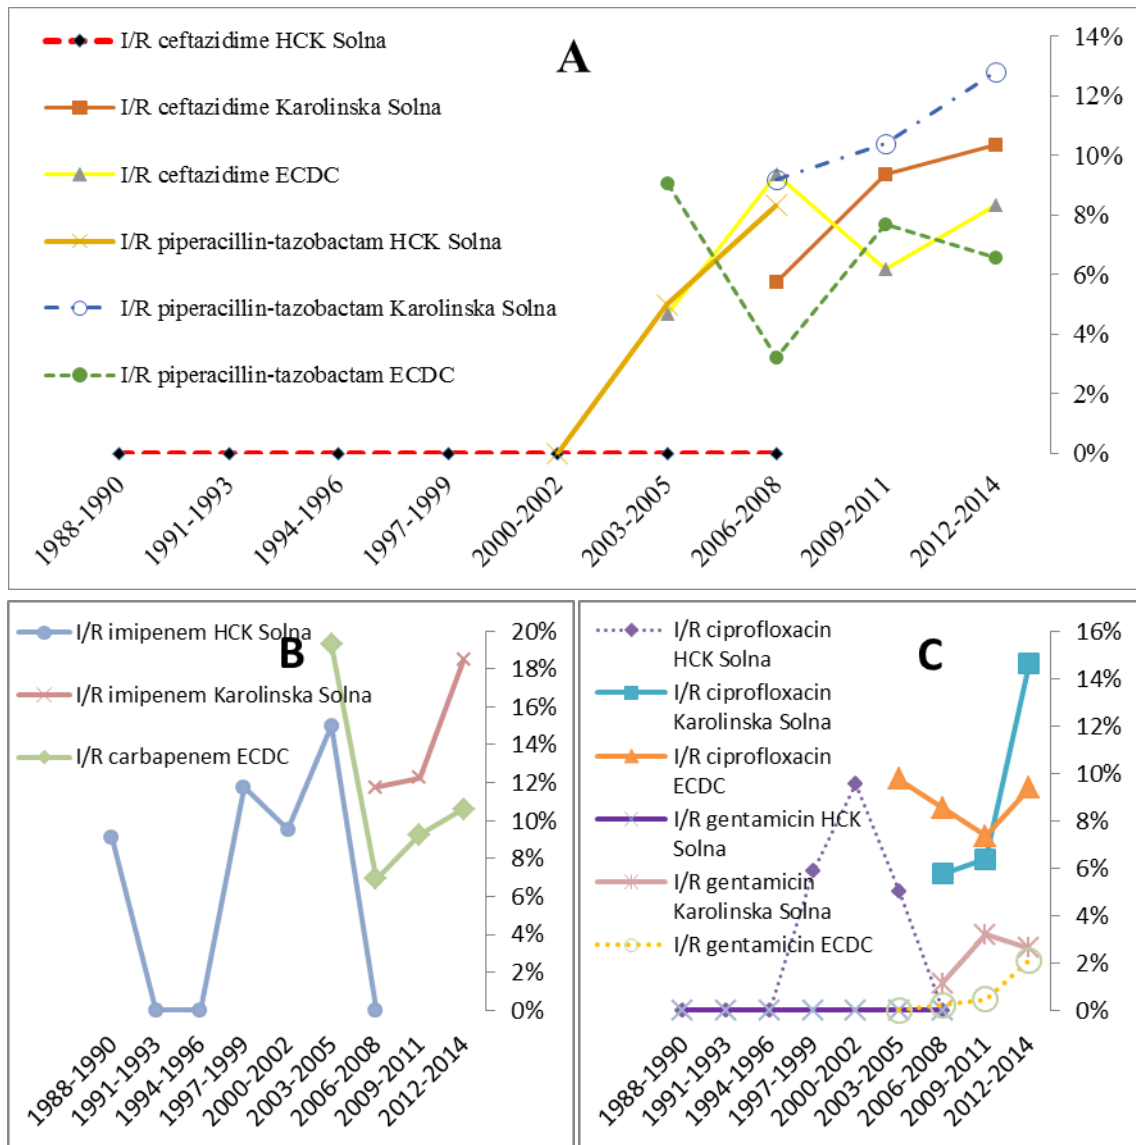 A
I/R ceftazidime HCK Solna
I/R ceftazidime Karolinska Solna
I/R ceftazidime ECDC
I/R piperacillin-tazobactam HCK Solna
I/R piperacillin-tazobactam Karolinska Solna
I/R piperacillin-tazobactam ECDC
14%
12%
10%
8%
6%
4%
2%
0%
1988-1990
1991-1993
1994-1996
1997-1999
2000-2002
2003-2005
2006-2008
2009-2011
2012-2014
B
I/R imipenem HCK Solna
I/R imipenem Karolinska Solna
I/R carbapenem ECDC
20%
18%
16%
14%
12%
10%
8%
6%
4%
2%
0%
1988-1990
1991-1993
1994-1996
1997-1999
2000-2002
2003-2005
2006-2008
2009-2011
2012-2014
C
I/R ciprofloxacin
HCK Solna
I/R ciprofloxacin
Karolinska Solna
I/R ciprofloxacin
ECDC
I/R gentamicin HCK
Solna
I/R gentamicin
Karolinska Solna
I/R gentamicin ECDC
16%
14%
12%
10%
8%
6%
4%
2%
0%
1988-1990
1991-1993
1994-1996
1997-1999
2000-2002
2003-2005
2006-2008
2009-2011
2012-2014